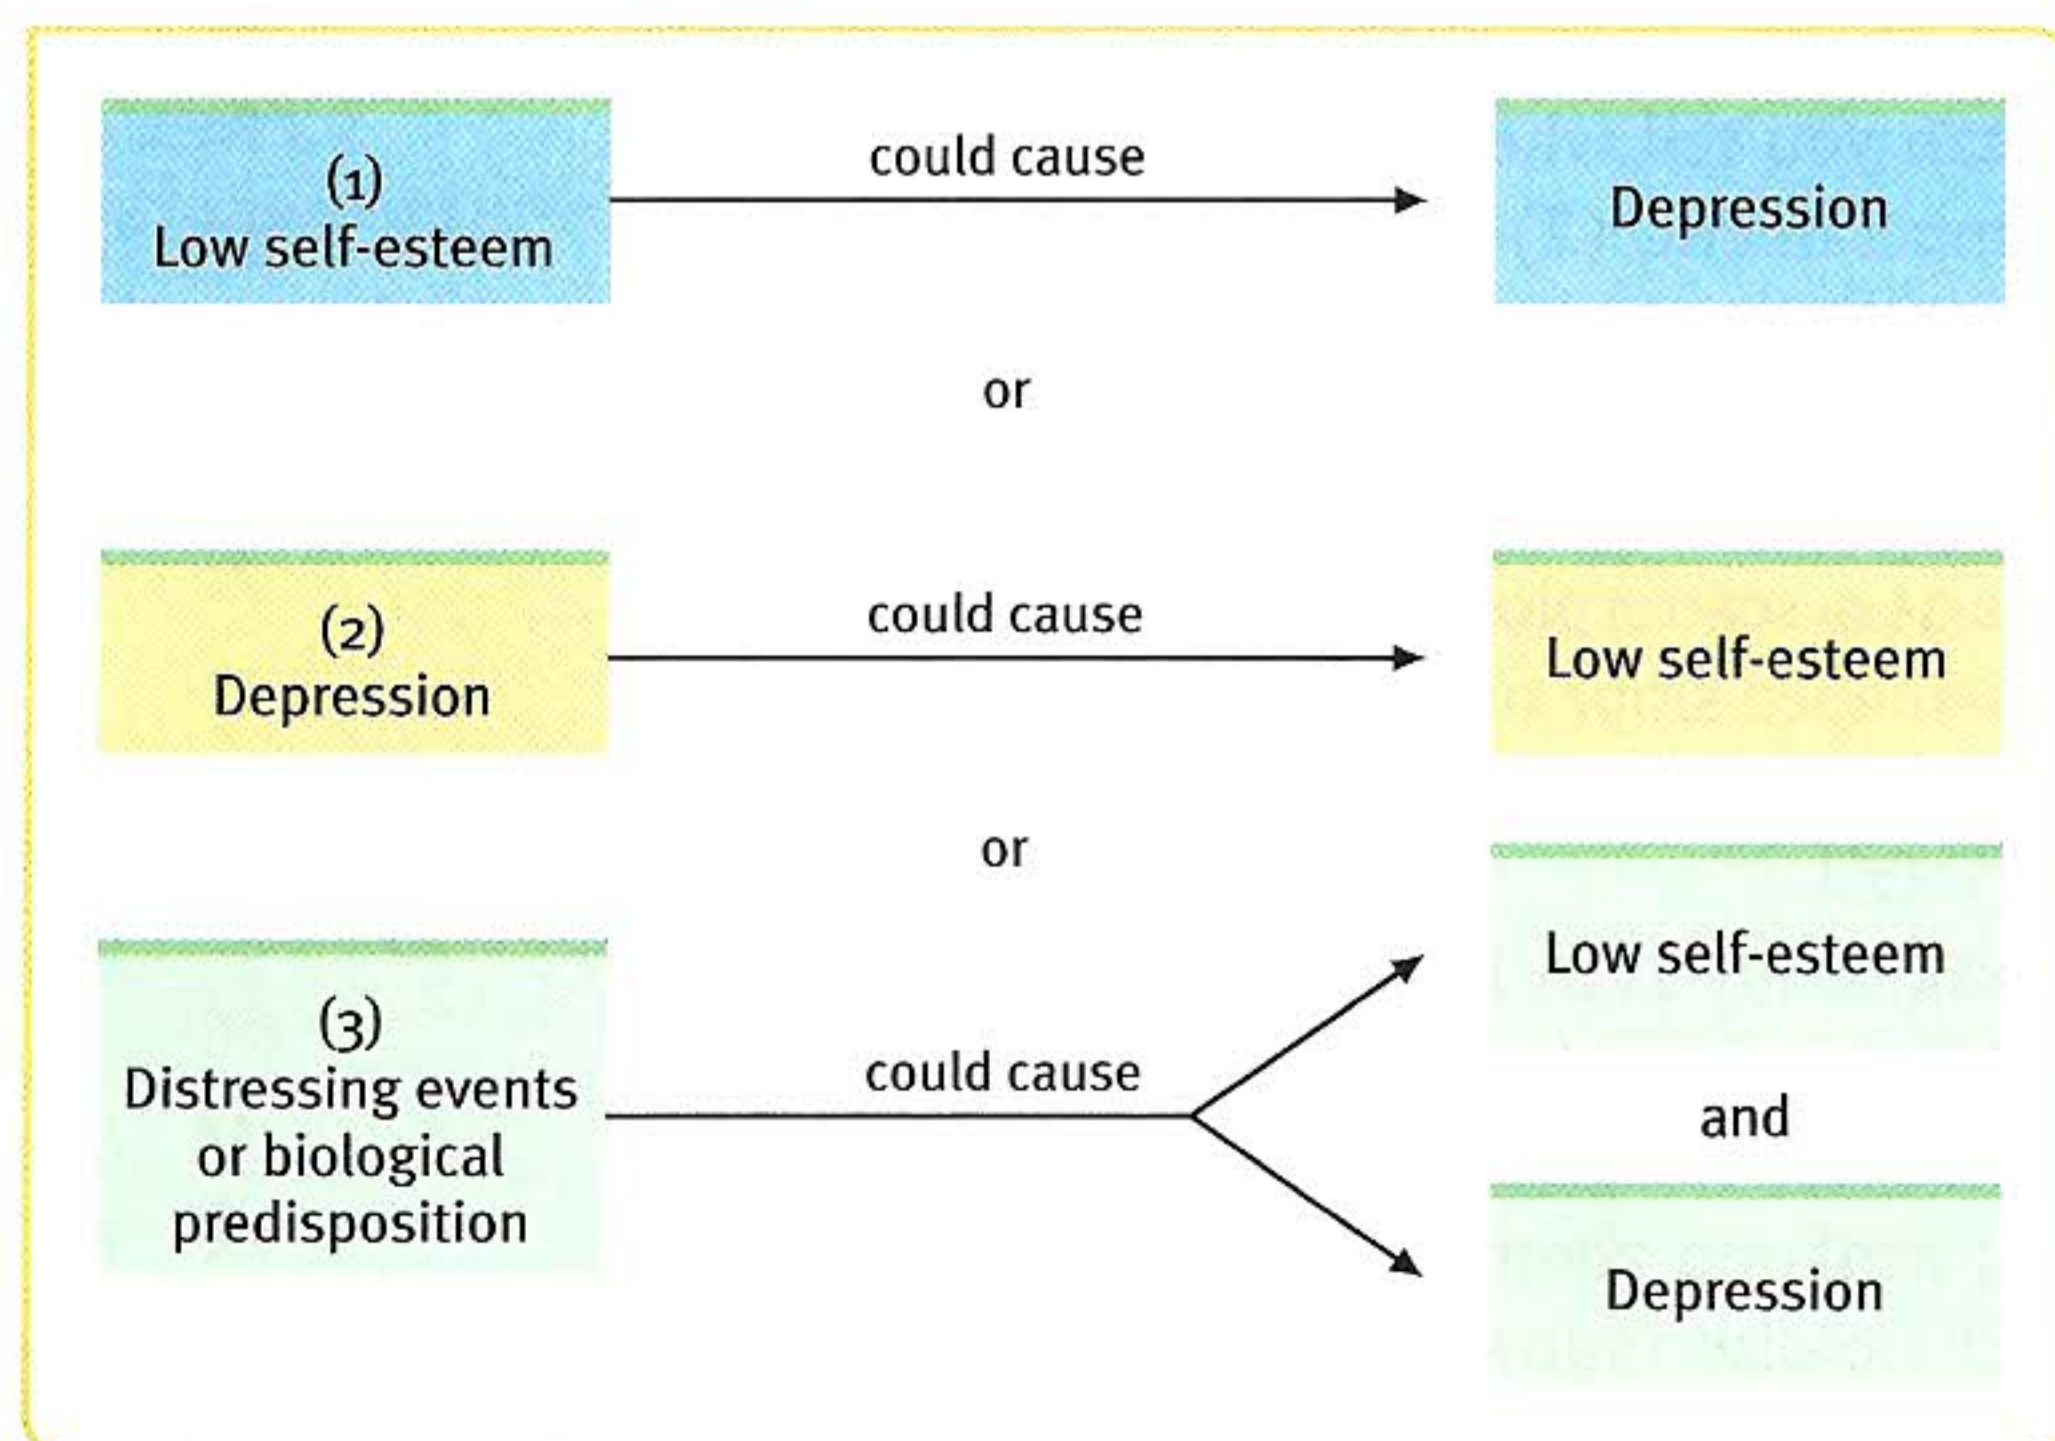 (1)
Low self-esteem
could cause
Depression
or
(2)
Depression
could cause
Low self-esteem
or
(3)
Distressing events
or biological
predisposition
could cause
Low self-esteem
and
Depression